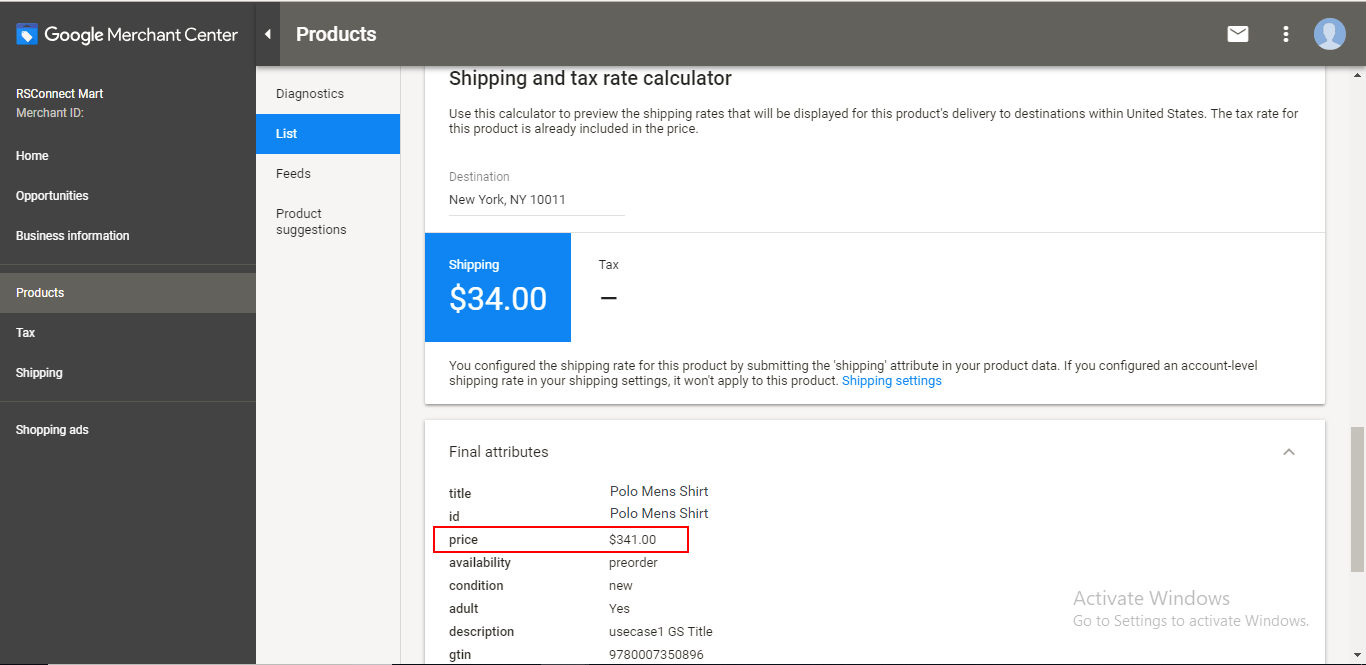 Google Merchant Center
Products
RSConnect Mart
Merchant ID:
Home
Opportunities
Business information
Products
Tax
Shipping
Shopping ads
Diagnostics
List
Feeds
Product
suggestions
Shipping and tax rate calculator
Use this calculator to preview the shipping rates that will be displayed for this product's delivery to destinations within United States. The tax rate for
this product is already included in the price.
Destination
New York, NY 10011
Shipping
$34.00
Tax
–
You configured the shipping rate for this product by submitting the 'shipping' attribute in your product data. If you configured an account-level
shipping rate in your shipping settings, it won't apply to this product. Shipping settings
Final attributes
title Polo Mens Shirt
id Polo Mens Shirt
price $341.00
availability preorder
condition new
adult Yes
description usecase1 GS Title
gtin 9780007350896
Activate Windows
Go to Settings to activate Windows.